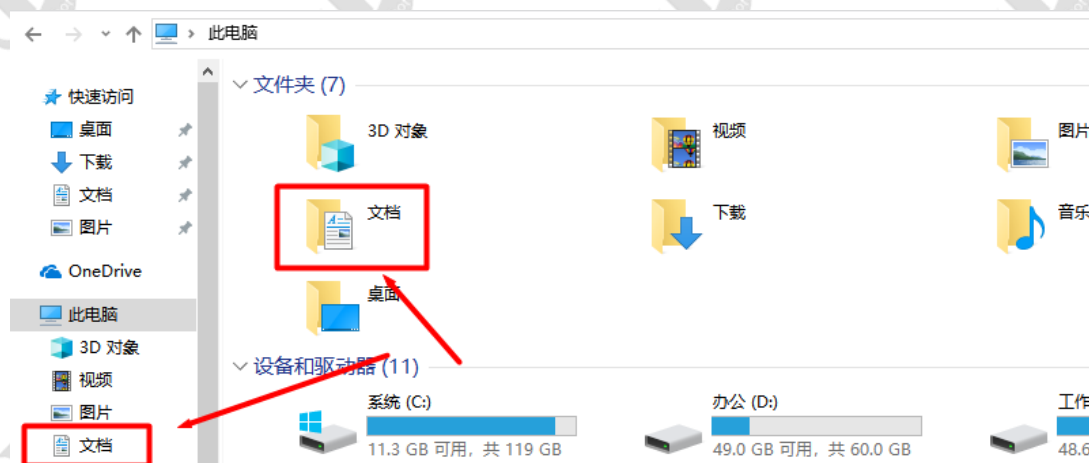 此电脑
快速访问
桌面
下载
文档
图片
OneDrive
此电脑
3D 对象
视频
图片
文档
文件夹 (7)
3D 对象
视频
图片
文档
下载
音乐
桌面
设备和驱动器 (11)
系统 (C:)
11.3 GB 可用，共 119 GB
办公 (D:)
49.0 GB 可用，共 60.0 GB
工作